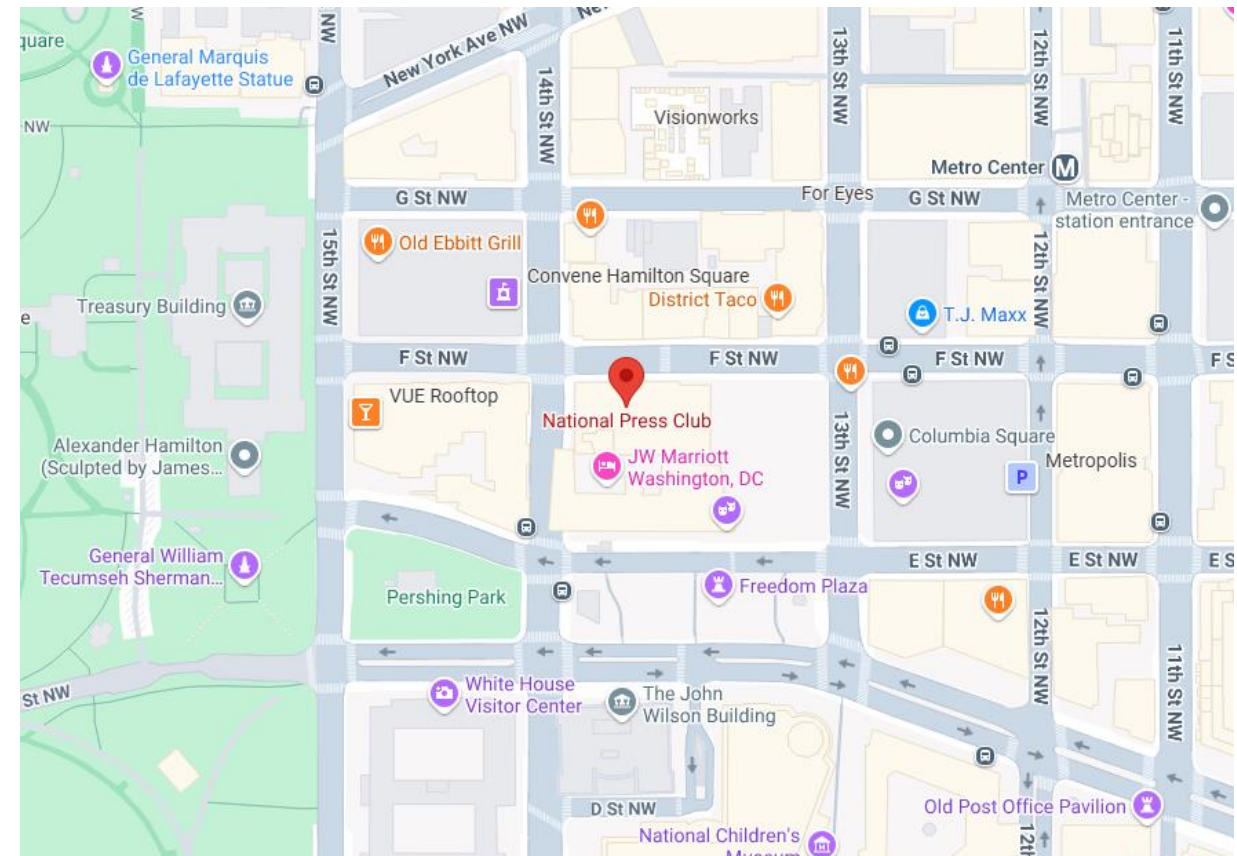 quare
General Marquis
de Lafayette Statue
NW
NW
NW
New York Ave NW
New
14th St NW
13th St NW
12th St NW
11th St NW
Visionworks
Metro Center
M
For Eyes
G St NW
G St NW
Metro Center -
station entrance
15th St NW
Old Ebbitt Grill
Convene Hamilton Square
District Taco
T.J. Maxx
12th St NW
Treasury Building
e
F St NW
F St NW
F St NW
F S
VUE Rooftop
National Press Club
JW Marriott
Washington, DC
13th St NW
Columbia Square
Metropolis
P
Alexander Hamilton
(Sculpted by James...
General William
Tecumseh Sherman...
E St NW
E St NW
E S
Pershing Park
Freedom Plaza
12th St NW
11th St NW
St NW
White House
Visitor Center
The John
Wilson Building
D St NW
Old Post Office Pavilion
National Children's
Museum
12th